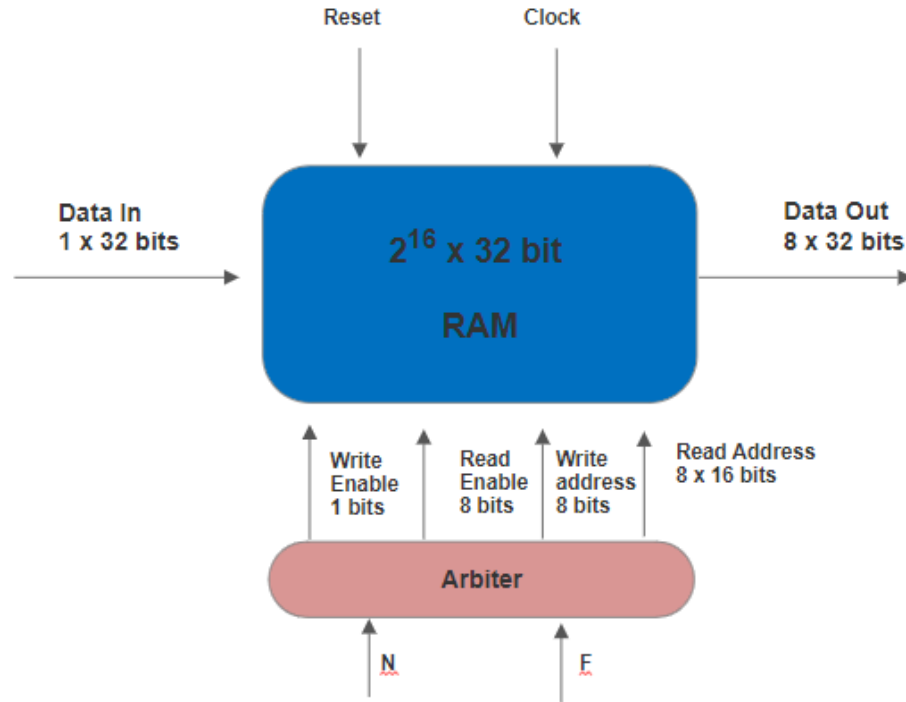 Reset
Clock
Data In
1 x 32 bits
2^16 x 32 bit
RAM
Data Out
8 x 32 bits
Write
Enable
1 bits
Read
Enable
8 bits
Write
address
8 bits
Read Address
8 x 16 bits
Arbiter
N
F